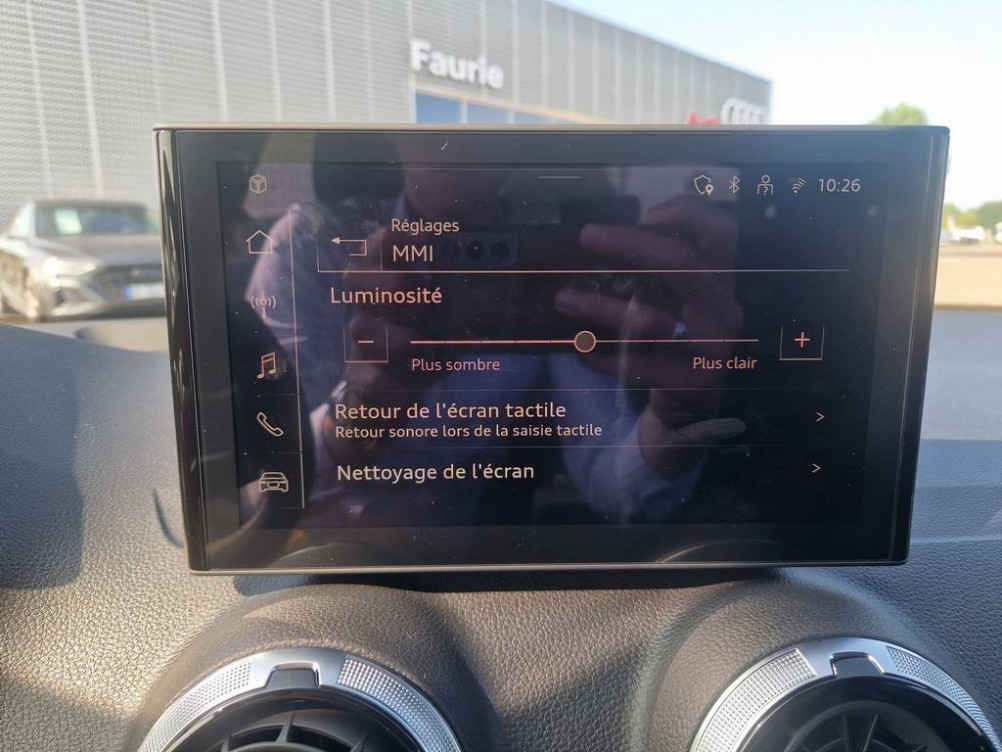 Faurie
10:26
Réglages
MMI
Luminosité
−
+
Plus sombre
Plus clair
Retour de l'écran tactile
Retour sonore lors de la saisie tactile
>
Nettoyage de l'écran
>